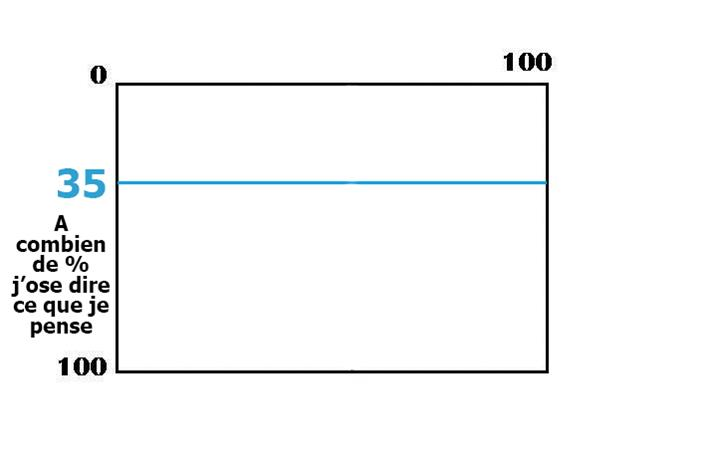 100
0
35
A
combien
de %
j'ose dire
ce que je
pense
100